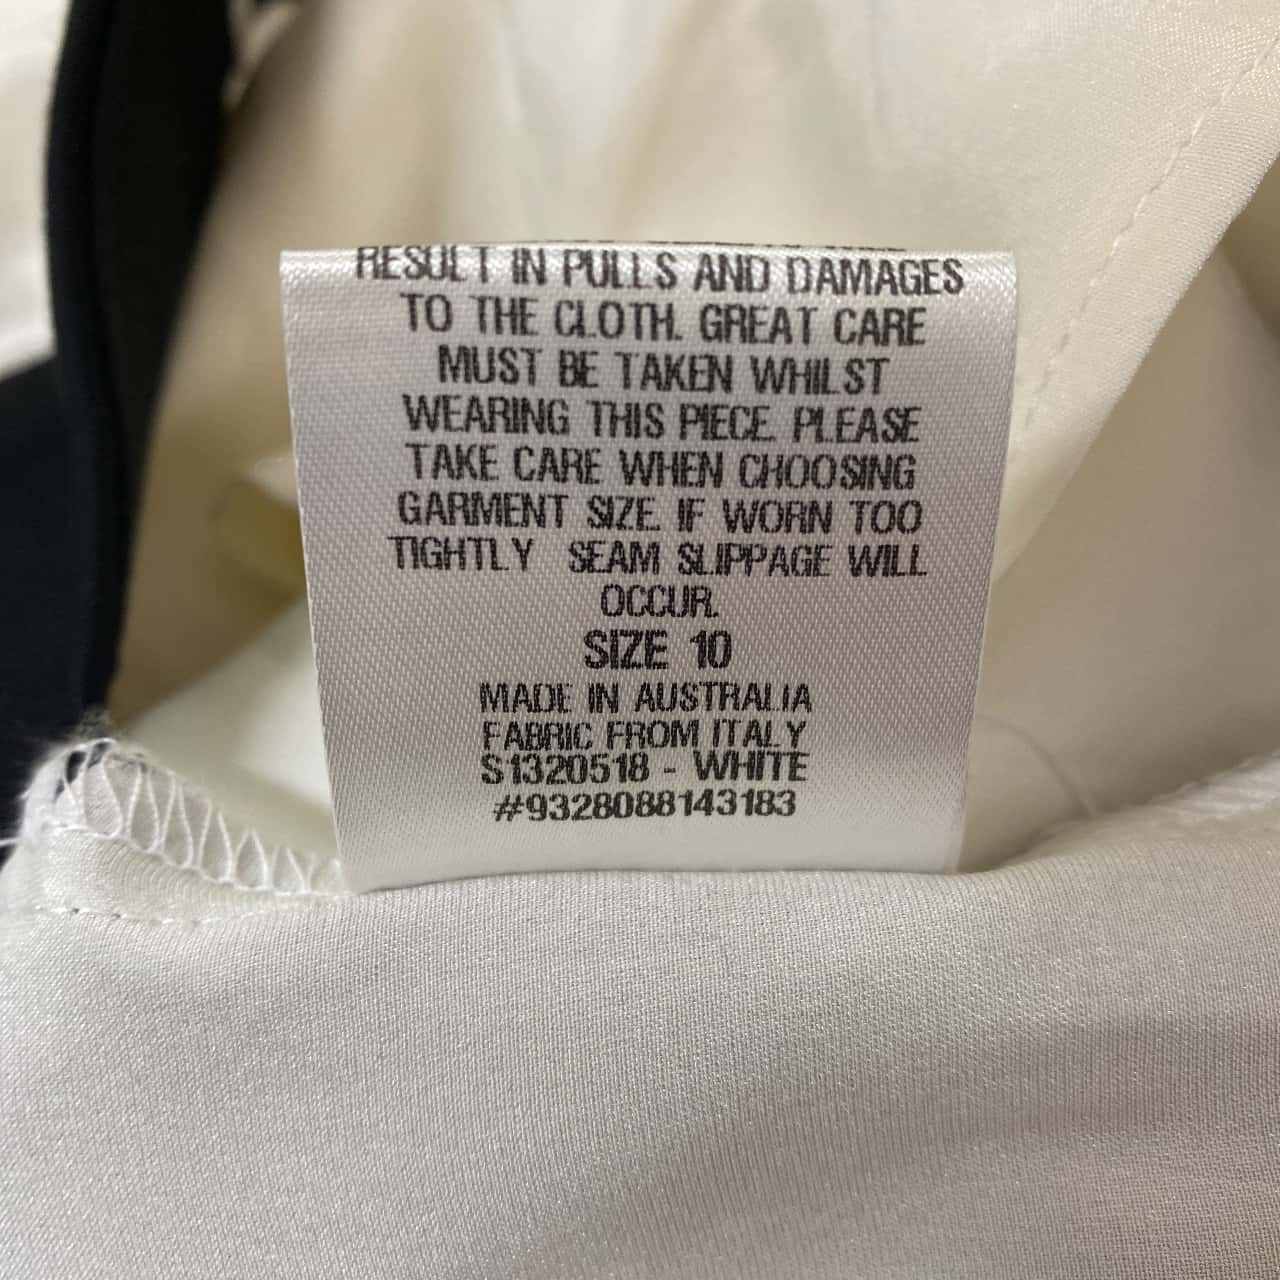 RESULT IN PULLS AND DAMAGES
TO THE CLOTH. GREAT CARE
MUST BE TAKEN WHILST
WEARING THIS PIECE. PLEASE
TAKE CARE WHEN CHOOSING
GARMENT SIZE. IF WORN TOO
TIGHTLY SEAM SLIPPAGE WILL
OCCUR.
SIZE 10
MADE IN AUSTRALIA
FABRIC FROM ITALY
S1320518 - WHITE
#9328088143183